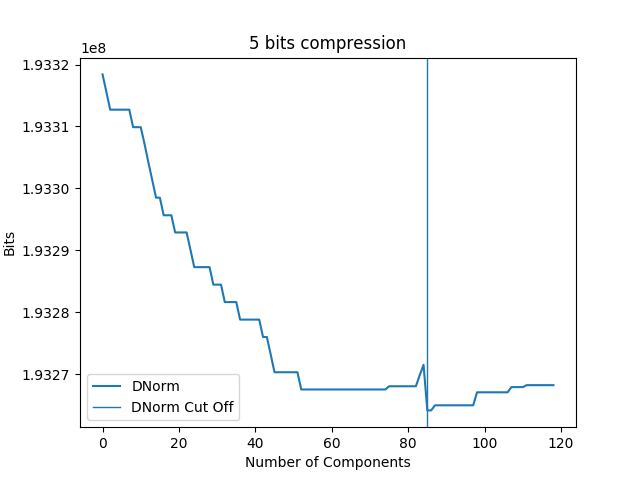 5 bits compression
1e8
1.9332
1.9331
1.9330
1.9329
1.9328
1.9327
Bits
DNorm
DNorm Cut Off
0 20 40 60 80 100 120
Number of Components